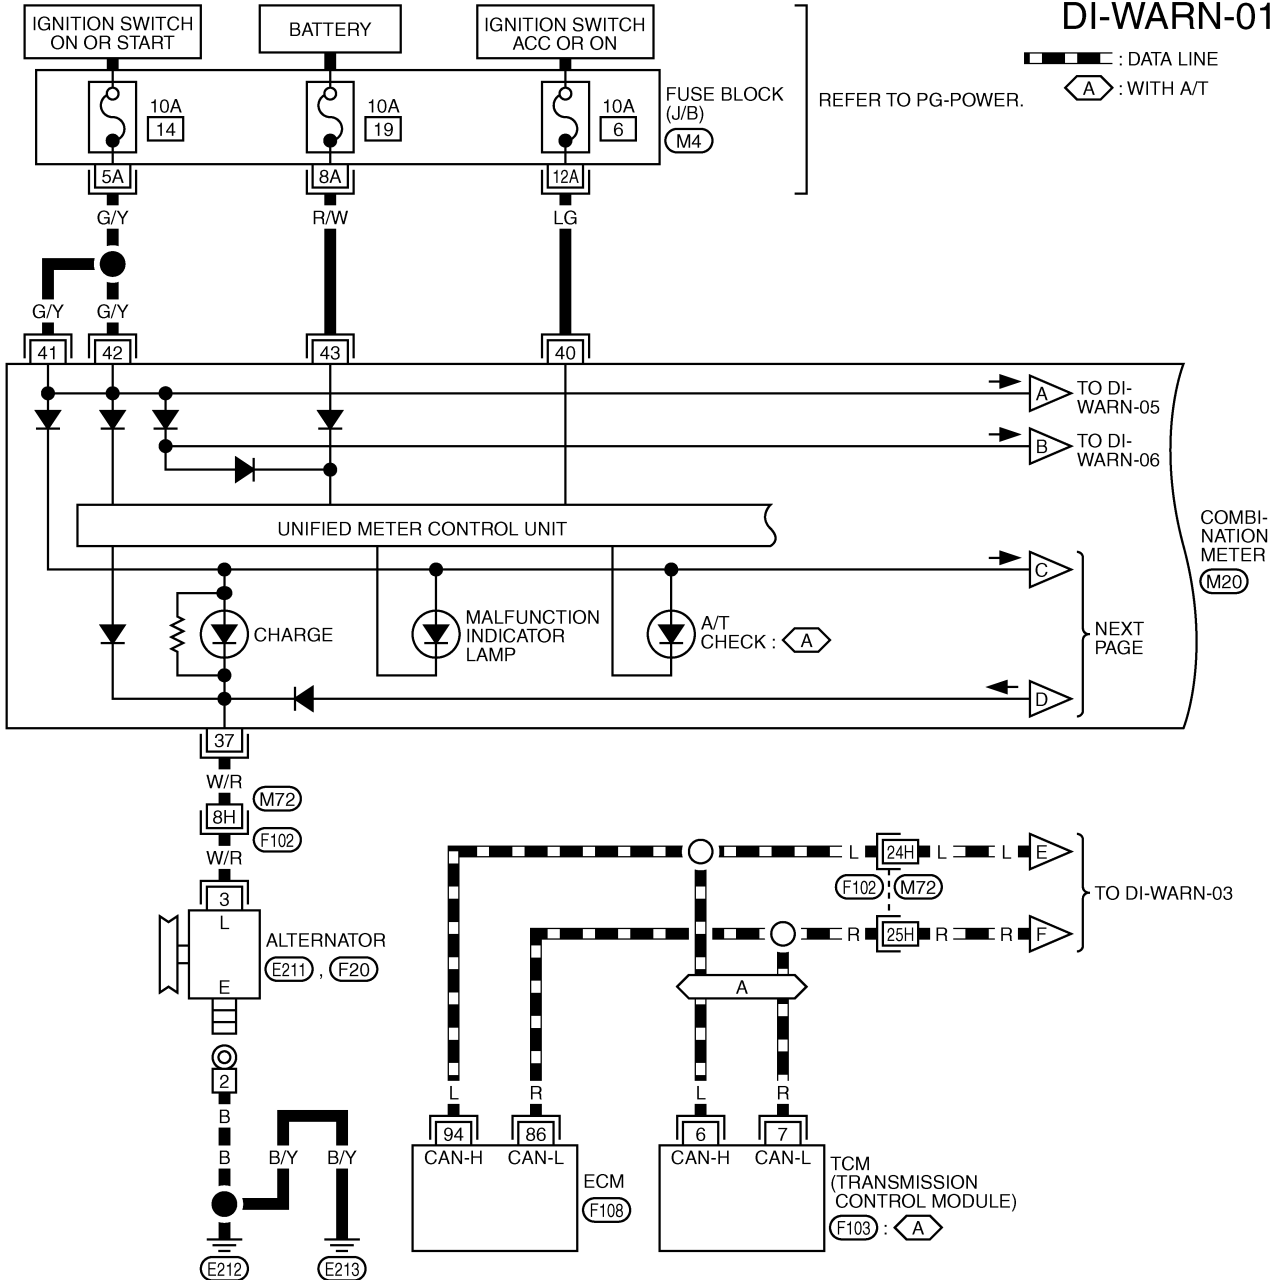 DI-WARN-01
IGNITION SWITCH
ON OR START
BATTERY
IGNITION SWITCH
ACC OR ON
: DATA LINE
A : WITH A/T
10A
14
10A
19
10A
6
FUSE BLOCK
(J/B)
M4
REFER TO PG-POWER.
5A
8A
12A
G/Y
R/W
LG
G/Y
G/Y
41
42
43
40
A
TO DI-
WARN-05
B
TO DI-
WARN-06
UNIFIED METER CONTROL UNIT
COMBI-
NATION
METER
M20
C
CHARGE
MALFUNCTION
INDICATOR
LAMP
A/T
CHECK : A
NEXT
PAGE
D
37
W/R
M72
8H
F102
W/R
3
L
ALTERNATOR
E211 , F20
E
2
B
B
B/Y
B/Y
E212
E213
L
24H
L
L
E
F102
M72
TO DI-WARN-03
R
25H
R
R
F
A
L
R
L
R
94
86
6
7
CAN-H
CAN-L
CAN-H
CAN-L
ECM
F108
TCM
(TRANSMISSION
CONTROL MODULE)
F103 : A